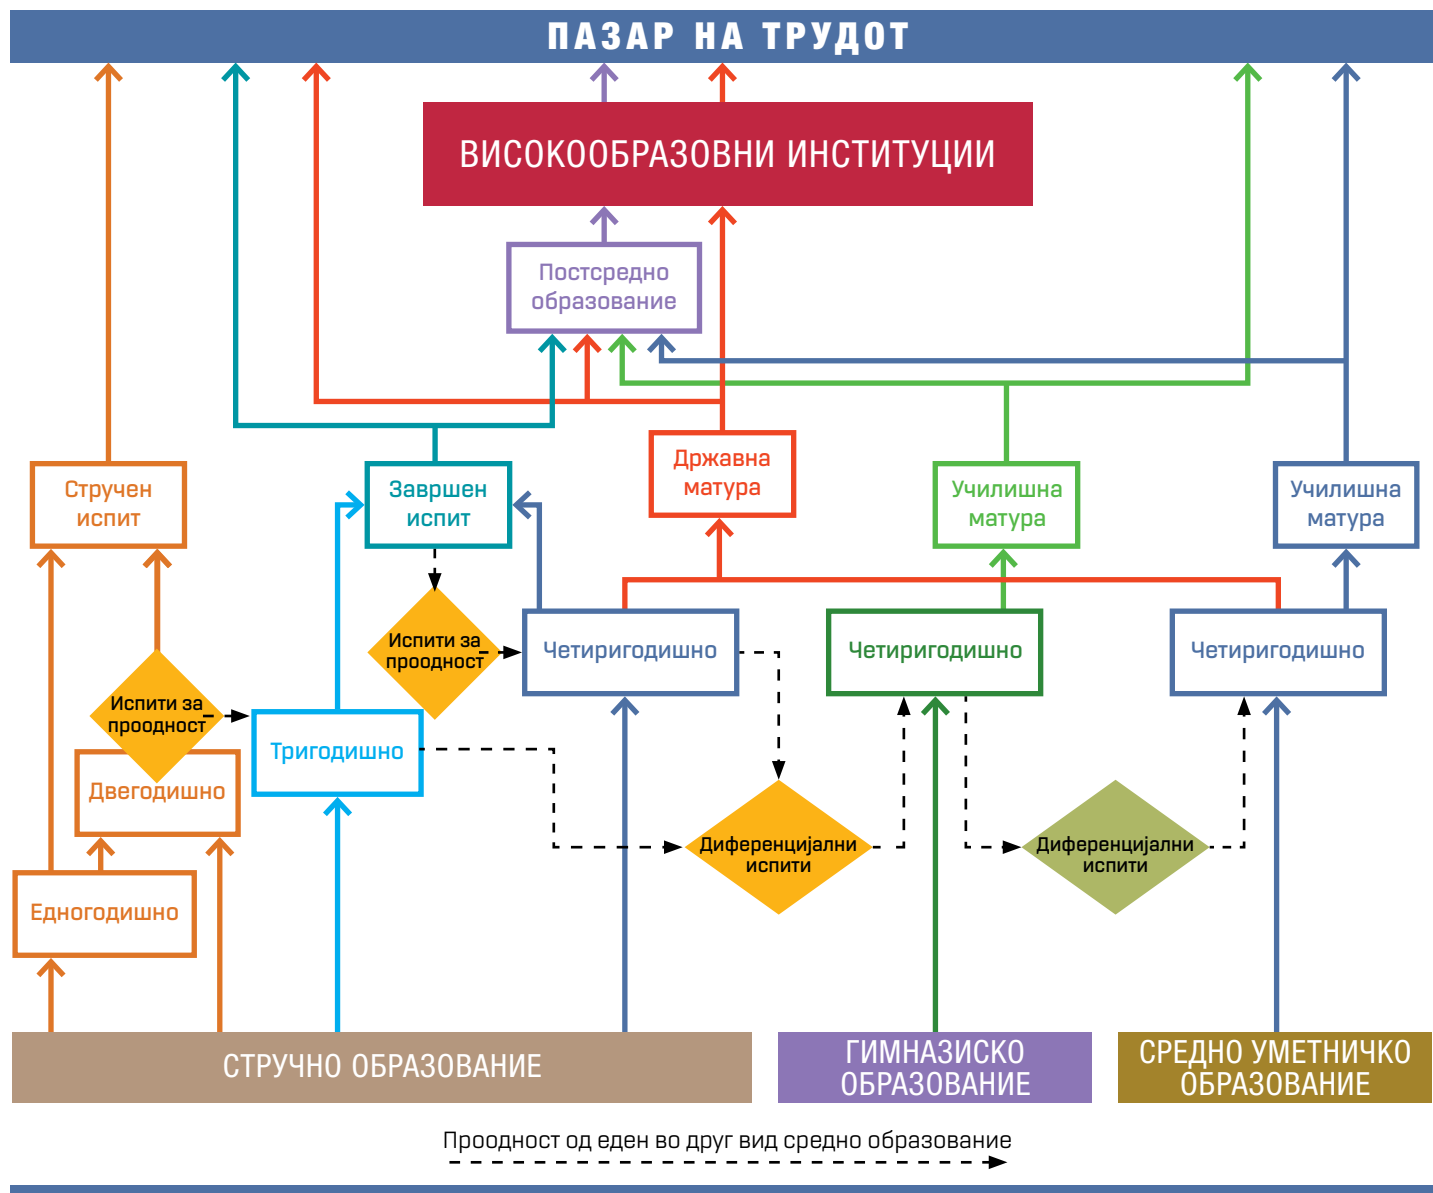 ПАЗАР НА ТРУДОТ
ВИСОКООБРАЗОВНИ ИНСТИТУЦИИ
Постсредно
образование
Стручен
испит
Завршен
испит
Државна
матура
Училишна
матура
Училишна
матура
Испити за
проодност
Четиригодишно
Четиригодишно
Четиригодишно
Испити за
проодност
Тригодишно
Двегодишно
Диференцијални
испити
Диференцијални
испити
Едногодишно
СТРУЧНО ОБРАЗОВАНИЕ
ГИМНАЗИСКО
ОБРАЗОВАНИЕ
СРЕДНО УМЕТНИЧКО
ОБРАЗОВАНИЕ
Проодност од еден во друг вид средно образование